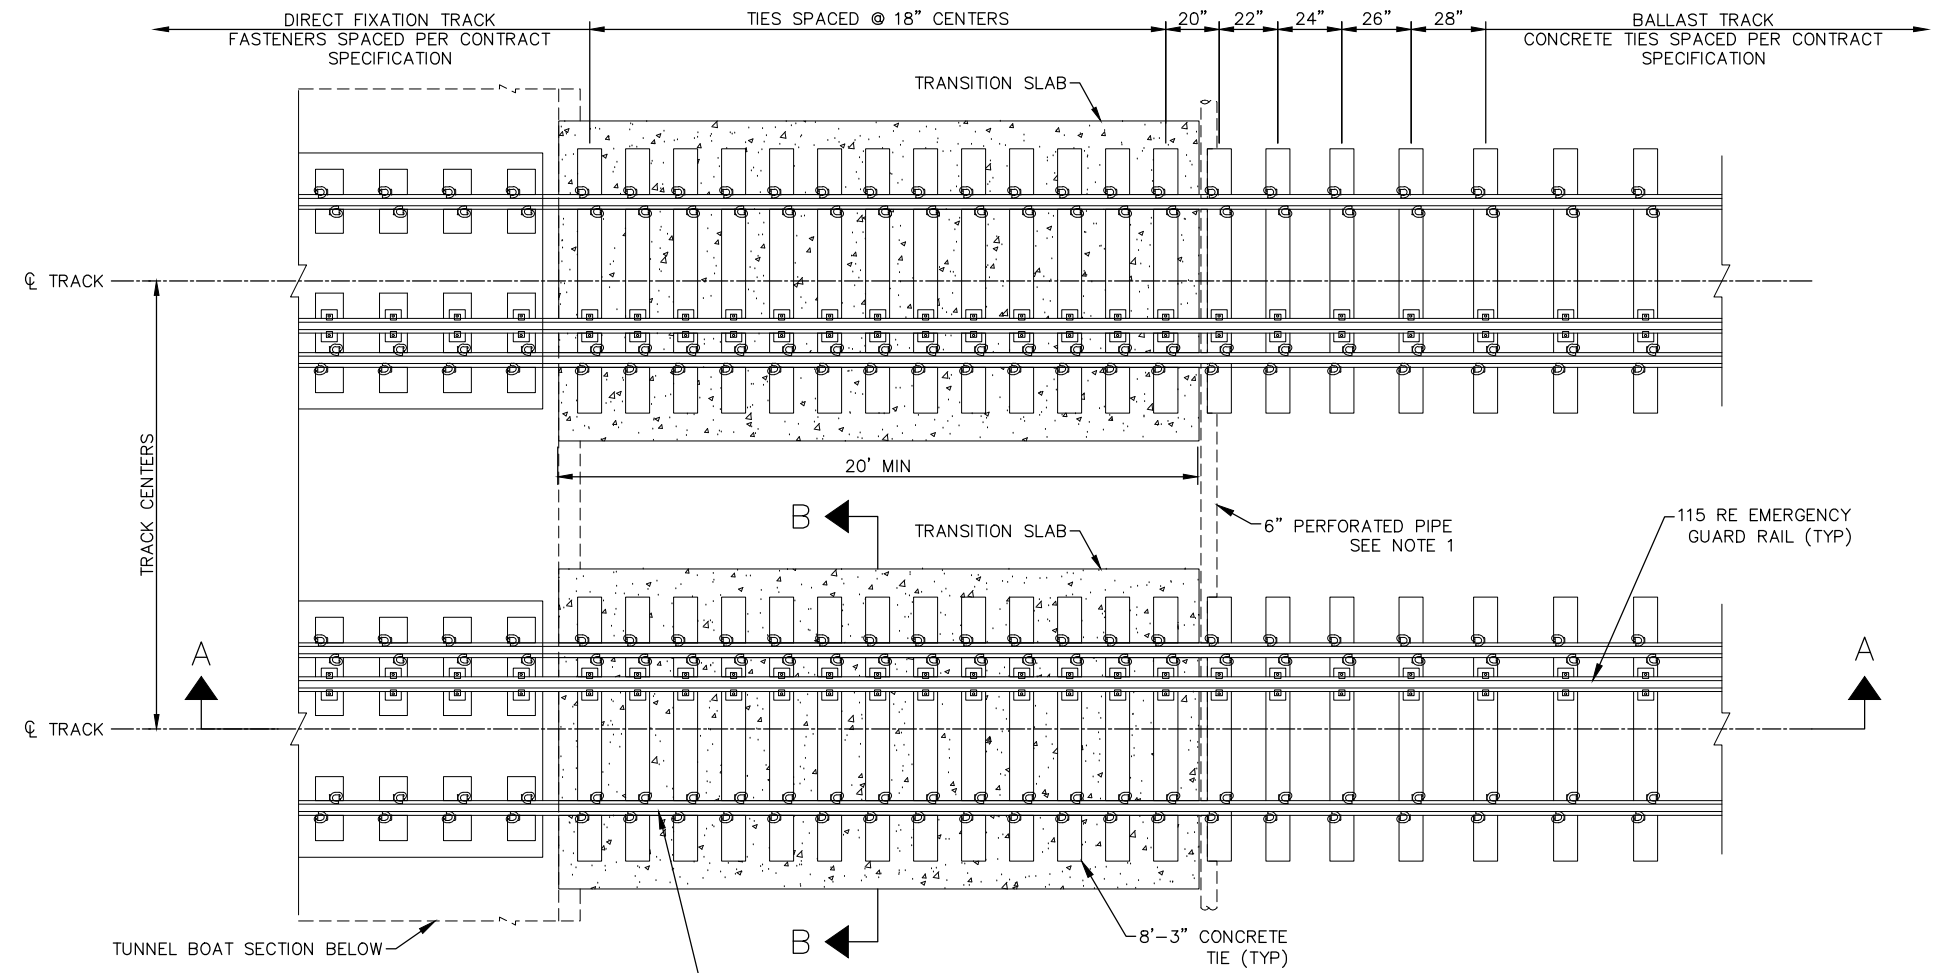 DIRECT FIXATION TRACK
FASTENERS SPACED PER CONTRACT
SPECIFICATION
TIES SPACED @ 18" CENTERS
20"
22"
24"
26"
28"
BALLAST TRACK
CONCRETE TIES SPACED PER CONTRACT
SPECIFICATION
TRANSITION SLAB
℄ TRACK
TRACK CENTERS
20' MIN
B
TRANSITION SLAB
6" PERFORATED PIPE
SEE NOTE 1
115 RE EMERGENCY
GUARD RAIL (TYP)
A
A
℄ TRACK
TUNNEL BOAT SECTION BELOW
B
8'-3" CONCRETE
TIE (TYP)